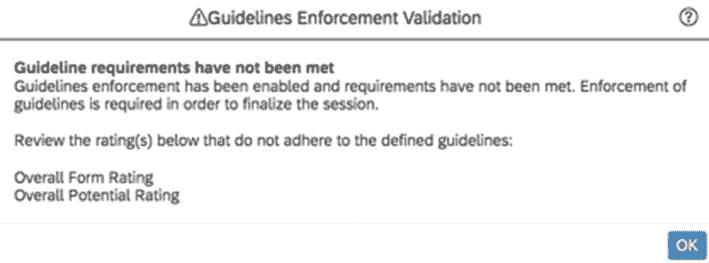 Guidelines Enforcement Validation
Guideline requirements have not been met
Guidelines enforcement has been enabled and requirements have not been met. Enforcement of
guidelines is required in order to finalize the session.
Review the rating(s) below that do not adhere to the defined guidelines:
Overall Form Rating
Overall Potential Rating
OK